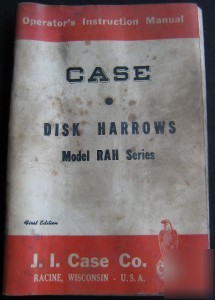 Operator's Instruction Manual
CASE
DISK HARROWS
Model RAH Series
First Edition
J. I. Case Co.
RACINE, WISCONSIN - U.S.A.